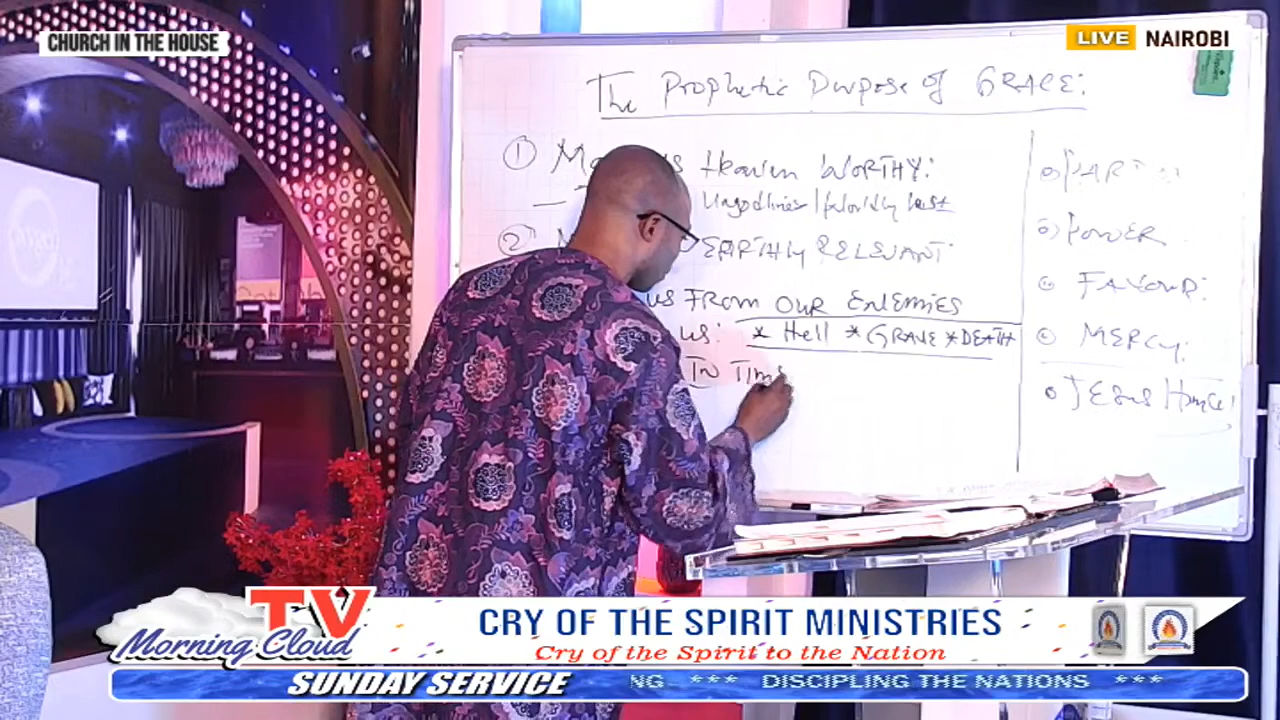 CHURCH IN THE HOUSE
LIVE NAIROBI
The Prophetic Purpose of GRACE:
① HEAVEN WORTHY:
Ungodlines / Worldly lust
② EARTHLY RELEVANT
us FROM OUR ENEMIES
us: * Hell * GRAVE * DEATH
IN Time
POWER
FAVOUR:
MERCY:
JESUS
TV
Morning Cloud
CRY OF THE SPIRIT MINISTRIES
Cry of the Spirit to the Nation
SUNDAY SERVICE
NG *** DISCIPLING THE NATIONS ***